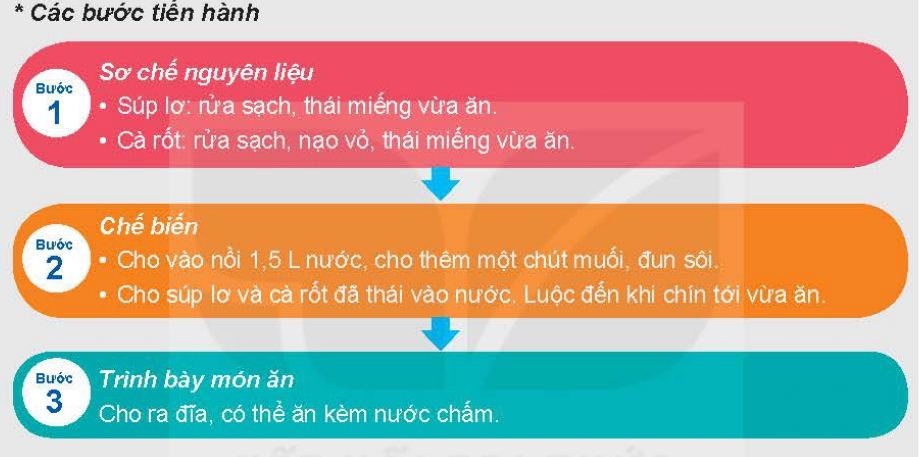 * Các bước tiến hành
Bước
1
Sơ chế nguyên liệu
• Súp lơ: rửa sạch, thái miếng vừa ăn.
• Cà rốt: rửa sạch, nạo vỏ, thái miếng vừa ăn.
Bước
2
Chế biến
• Cho vào nồi 1,5 L nước, cho thêm một chút muối, đun sôi.
• Cho súp lơ và cà rốt đã thái vào nước. Luộc đến khi chín tới vừa ăn.
Bước
3
Trình bày món ăn
Cho ra đĩa, có thể ăn kèm nước chấm.